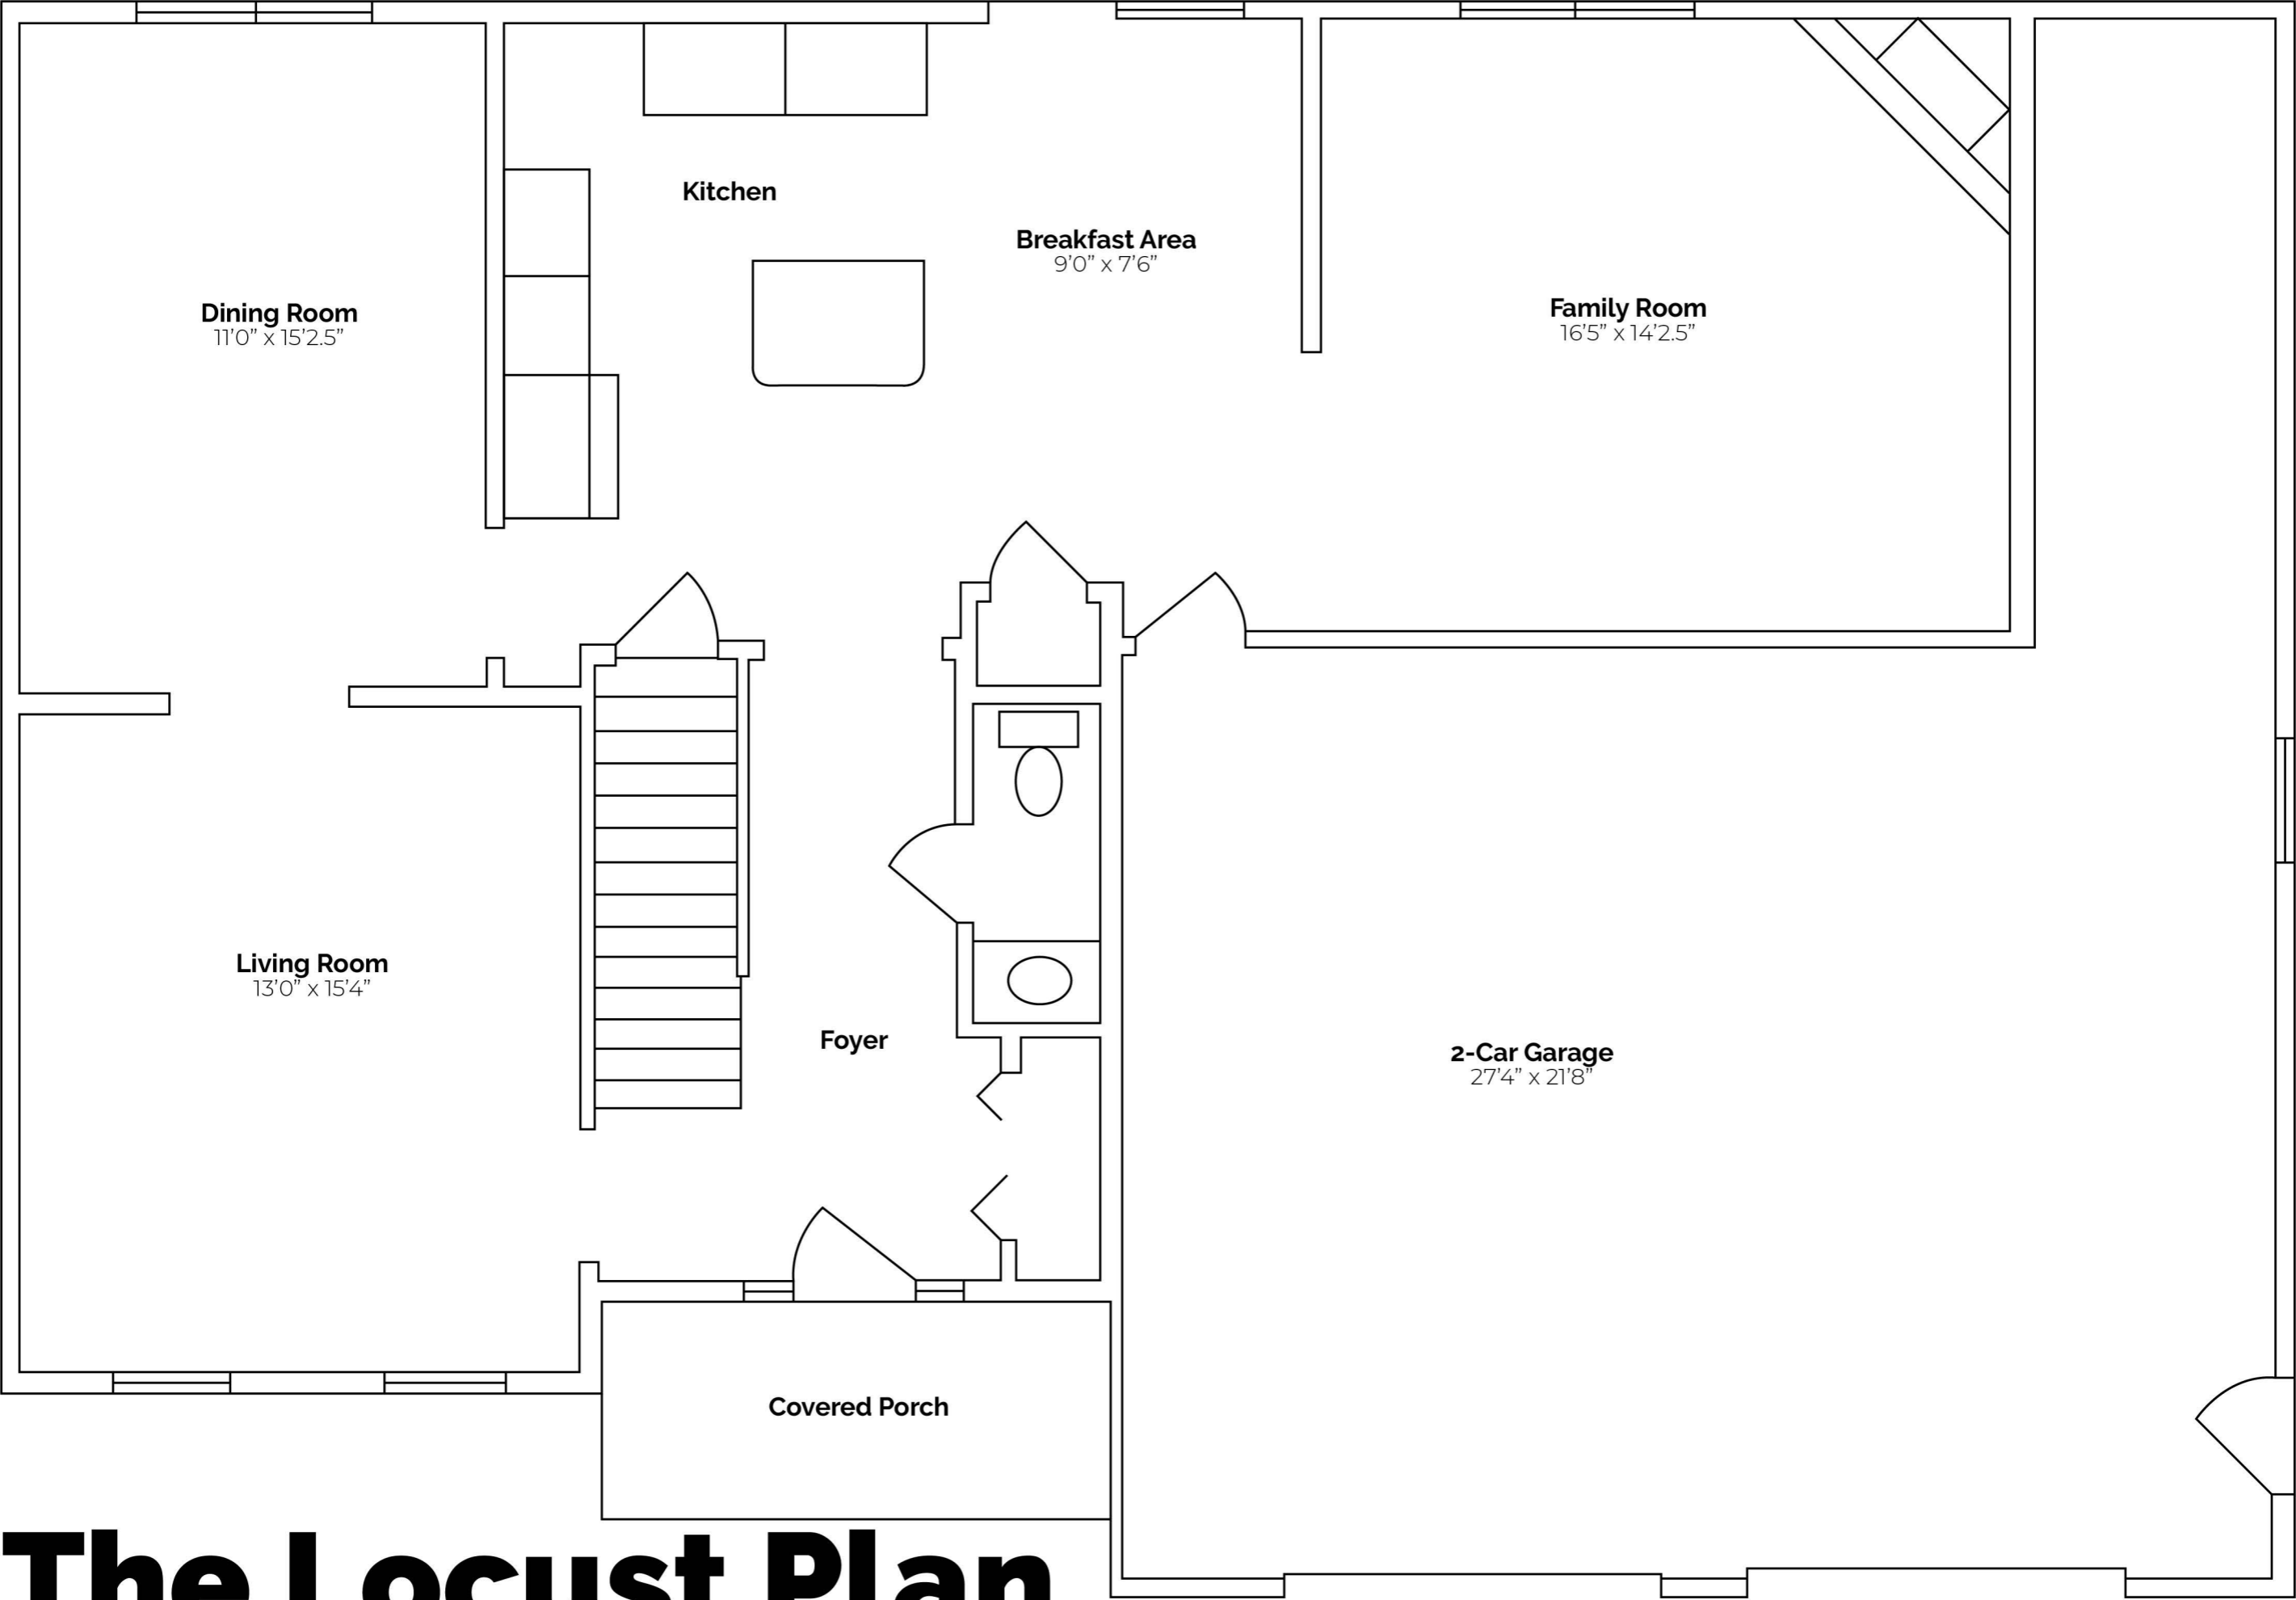 Kitchen
Breakfast Area
9’0” x 7’6”
Dining Room
11’0” x 15’2.5”
Family Room
16’5” x 14’2.5”
Living Room
13’0” x 15’4”
Foyer
2-Car Garage
27’4” x 21’8”
Covered Porch
The Locust Plan